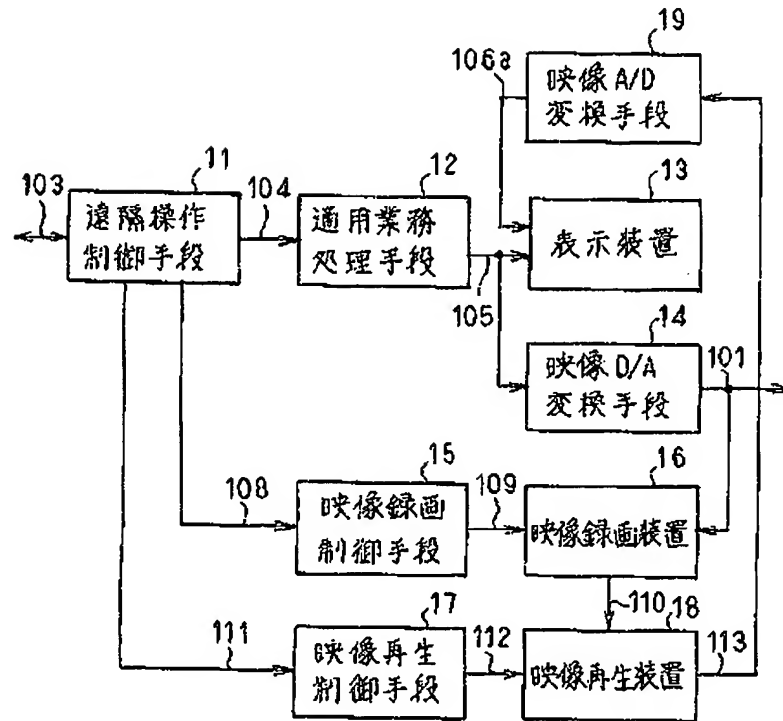 19
106a
映像A/D
変換手段
11
12
13
103
遠隔操作
制御手段
104
適用業務
処理手段
表示装置
105
14
映像D/A
変換手段
101
15
16
108
映像録画
制御手段
109
映像録画装置
17
110
18
111
映像再生
制御手段
112
映像再生装置
113